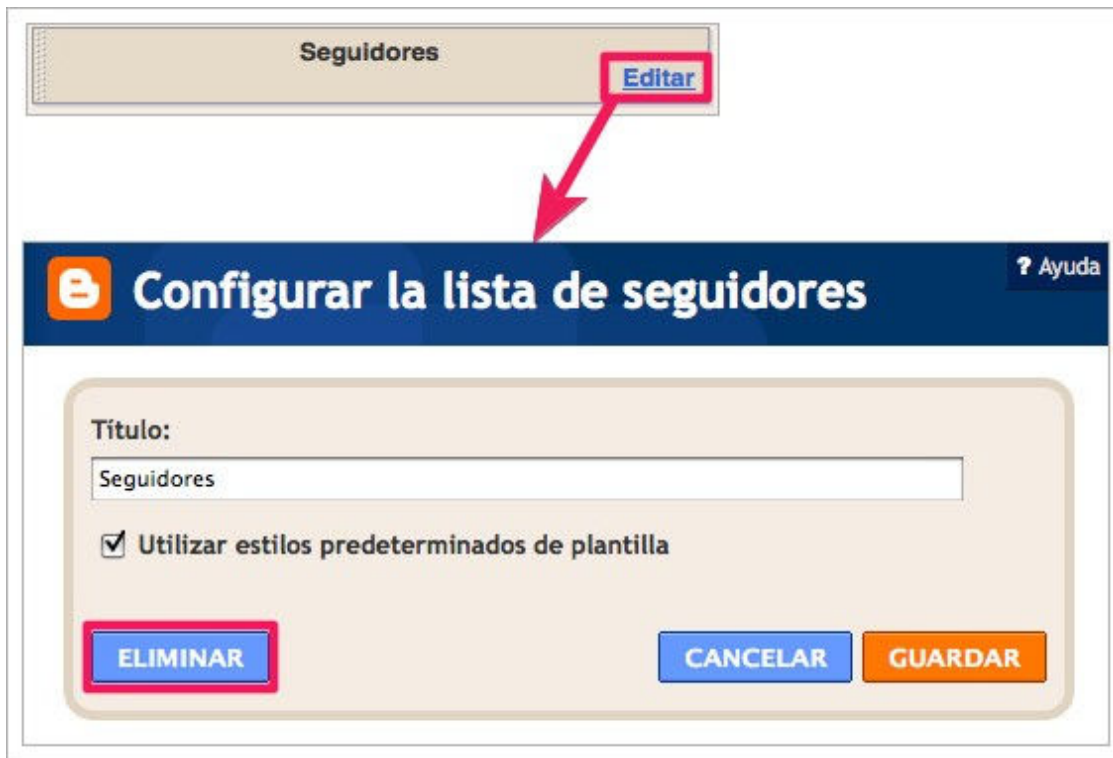 Seguidores
Editar
Configurar la lista de seguidores
? Ayuda
Título:
Seguidores
Utilizar estilos predeterminados de plantilla
ELIMINAR CANCELAR GUARDAR